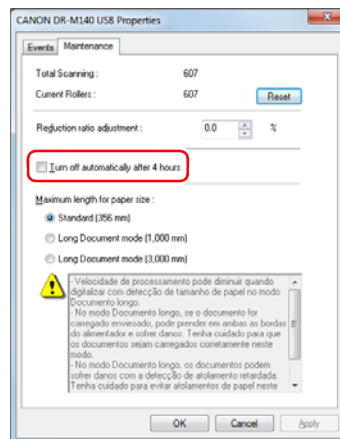 CANON DR-M140 USB Properties
Events Maintenance
Total Scanning : 607
Current Rollers : 607 Reset
Reduction ratio adjustment : 0.0 %
Turn off automatically after 4 hours
Maximum length for paper size :
Standard (356 mm)
Long Document mode (1,000 mm)
Long Document mode (3,000 mm)
- Velocidade de processamento pode diminuir quando
digitalizar com detecção de tamanho de papel no modo
Documento longo.
- No modo Documento longo, se o documento for
carregado enviesado, pode prender em ambas as bordas
do alimentador e sofrer danos. Tenha cuidado para que
os documentos sejam carregados corretamente neste
modo.
- No modo Documento longo, os documentos podem
sofrer danos com a detecção de atolamento retardada.
Tenha cuidado para evitar atolamentos de papel neste
OK Cancel Apply